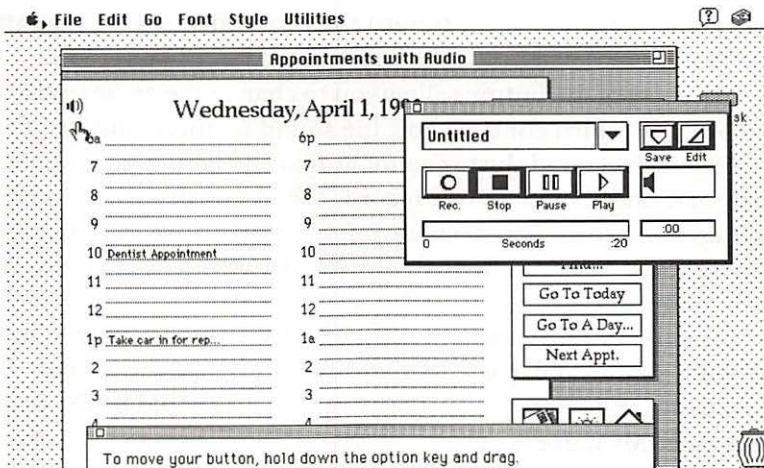 File Edit Go Font Style Utilities
Appointments with Audio
Wednesday, April 1,
6p
7
7
8
8
9
9
10 Dentist Appointment
10
11
11
12
12
1p Take car in for rep...
1a
2
2
3
3
Untitled
Save Edit
Rec. Stop Pause Play
:00
0 Seconds :20
Find...
Go To Today
Go To A Day...
Next Appt.
To move your button, hold down the option key and drag.